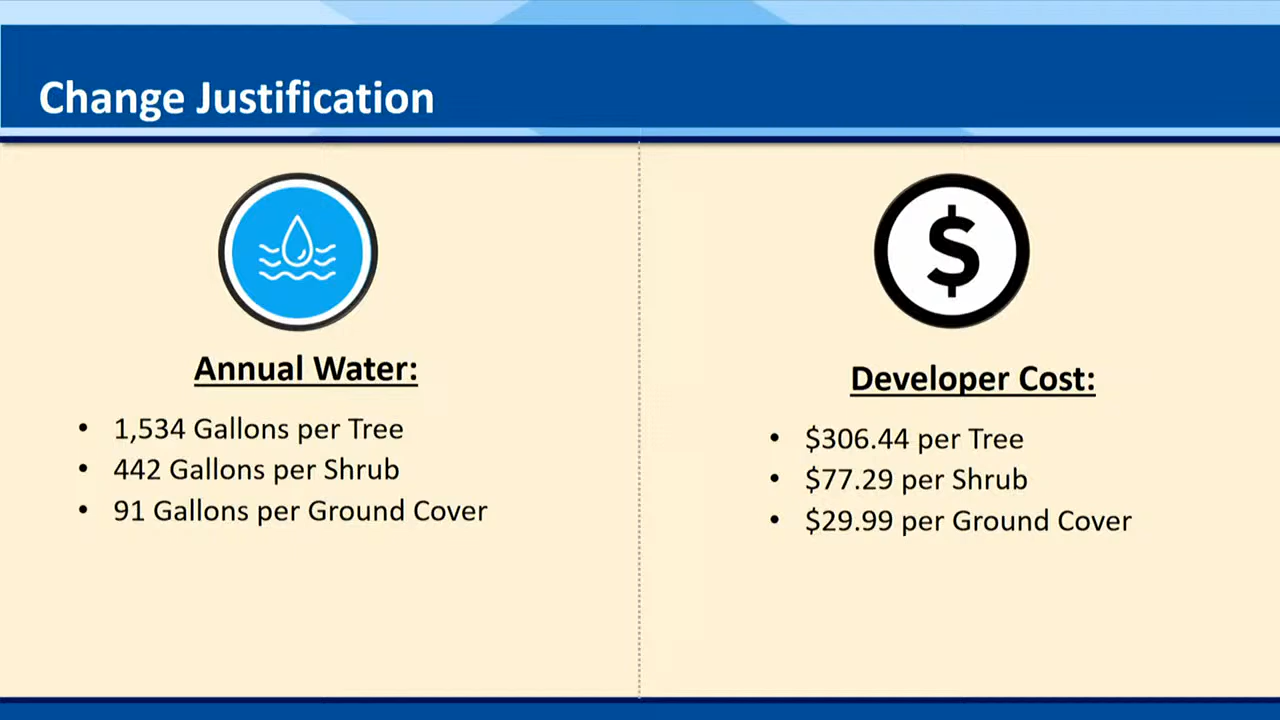 Change Justification
Annual Water:
• 1,534 Gallons per Tree
• 442 Gallons per Shrub
• 91 Gallons per Ground Cover
$
Developer Cost:
• $306.44 per Tree
• $77.29 per Shrub
• $29.99 per Ground Cover